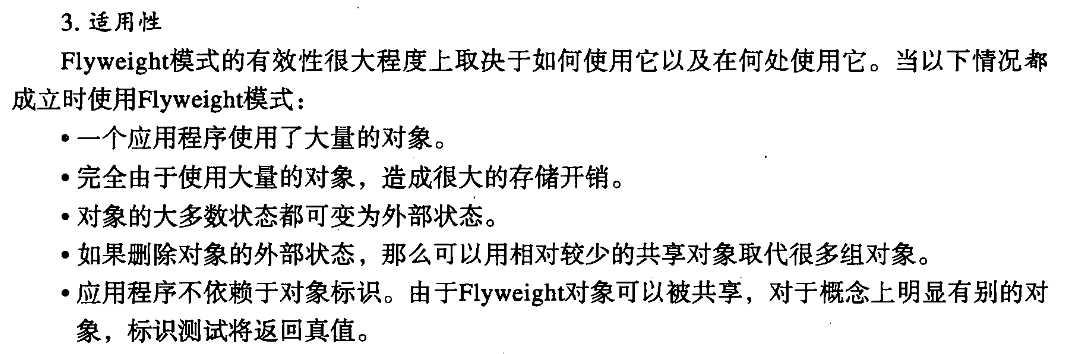 3. 适用性
Flyweight模式的有效性很大程度上取决于如何使用它以及在何处使用它。当以下情况都
成立时使用Flyweight模式：
• 一个应用程序使用了大量的对象。
• 完全由于使用大量的对象，造成很大的存储开销。
• 对象的大多数状态都可变为外部状态。
• 如果删除对象的外部状态，那么可以用相对较少的共享对象取代很多组对象。
• 应用程序不依赖于对象标识。由于Flyweight对象可以被共享，对于概念上明显有别的对
象，标识测试将返回真值。